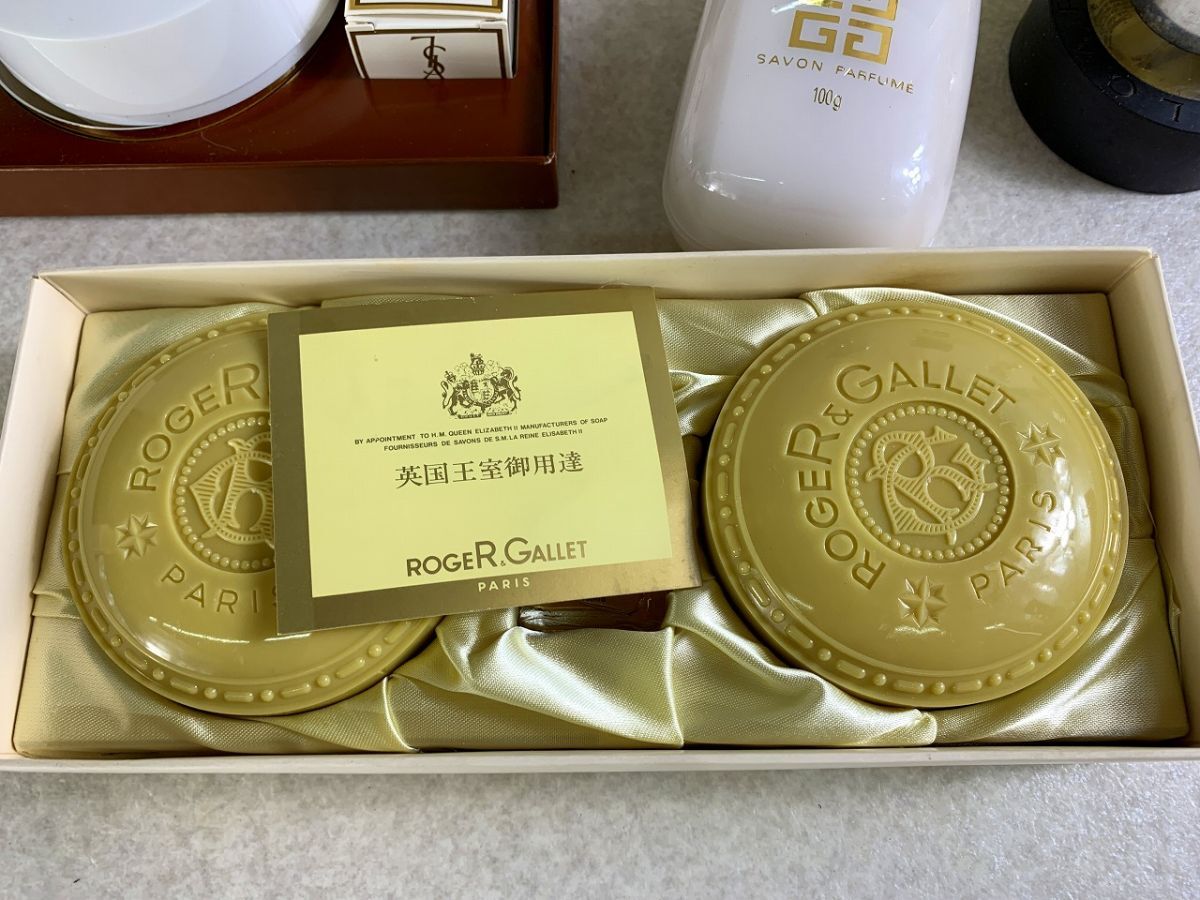 YSL
SAVON PARFUMÉ
100g
ROGER
PARIS
BY APPOINTMENT TO H.M. QUEEN ELIZABETH II MANUFACTURERS OF SOAP
FOURNISSEURS DE SAVONS DE S.M. LA REINE ELISABETH II
英国王室御用達
ROGER & GALLET
PARIS
ROGER & GALLET
PARIS